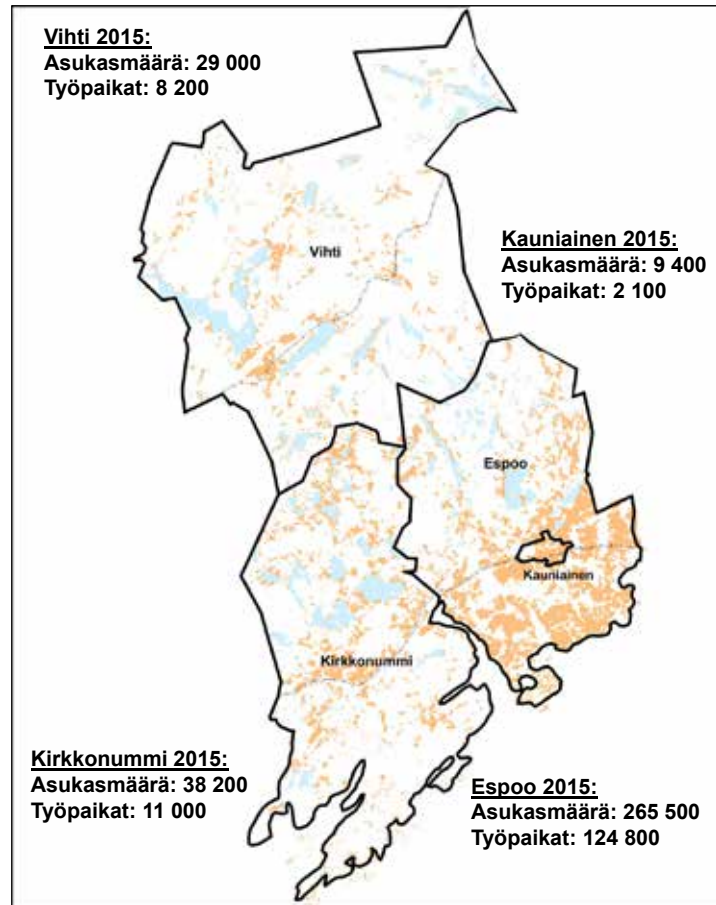 Vihti 2015:
Asukasmäärä: 29 000
Työpaikat: 8 200
Kauniainen 2015:
Asukasmäärä: 9 400
Työpaikat: 2 100
Vihti
Espoo
Kauniainen
Kirkkonummi
Kirkkonummi 2015:
Asukasmäärä: 38 200
Työpaikat: 11 000
Espoo 2015:
Asukasmäärä: 265 500
Työpaikat: 124 800